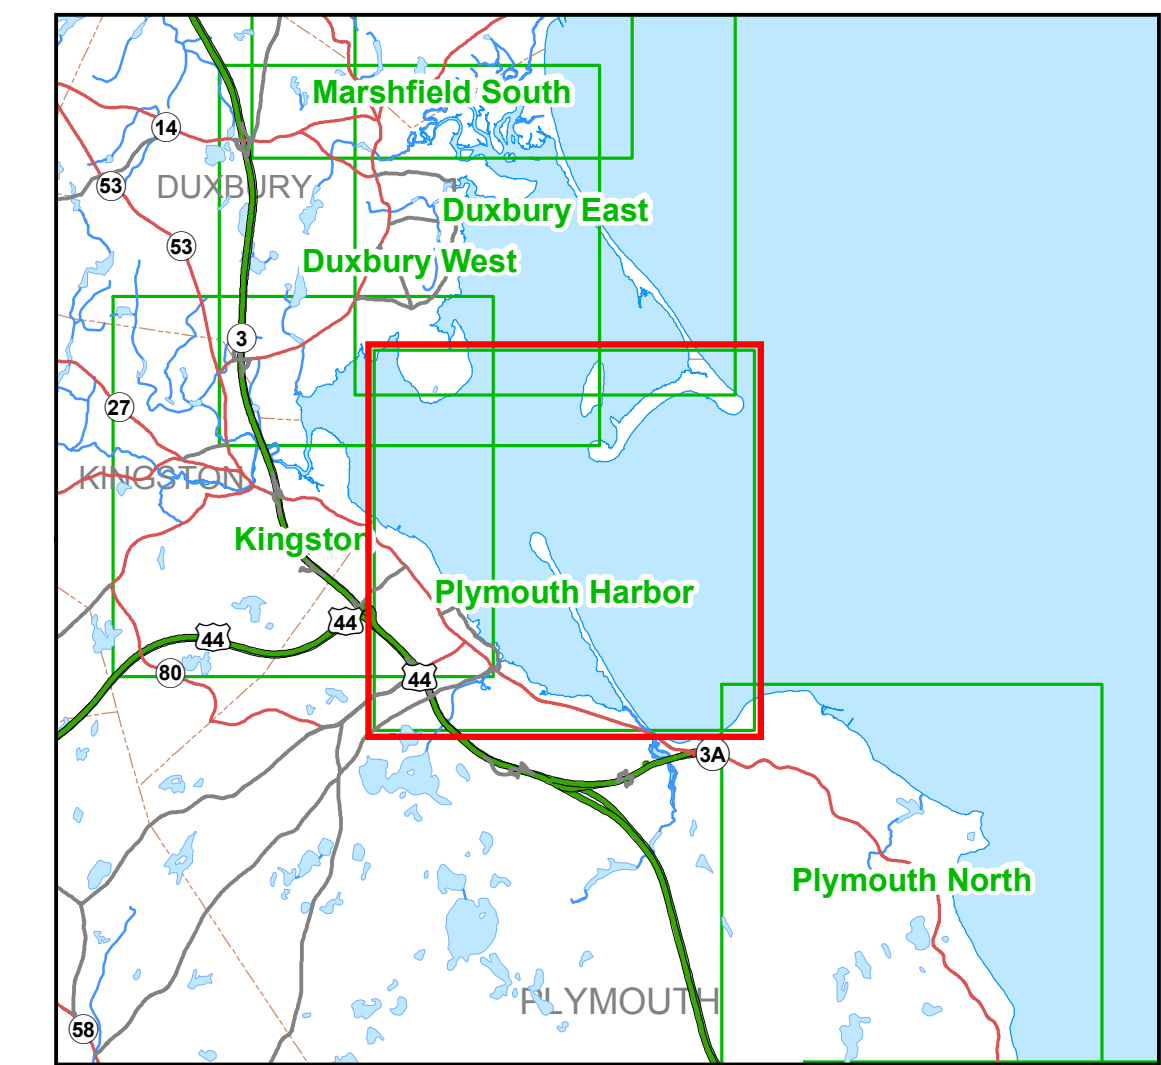 Marshfield South
14
53
DUXBURY
Duxbury East
53
Duxbury West
3
27
KINGSTON
Kingston
Plymouth Harbor
44
44
80
44
3A
Plymouth North
PLYMOUTH
58